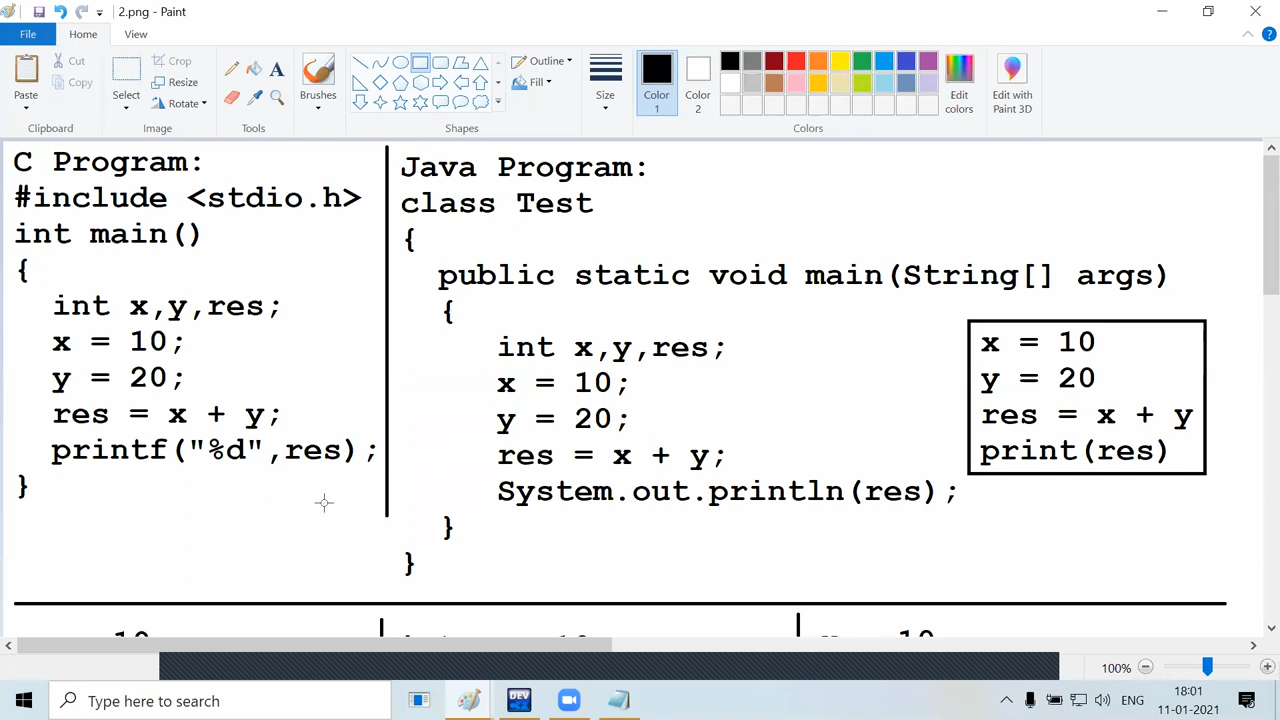 2.png - Paint
File
Home
View
Paste
Cut
Copy
Clipboard
Select
Crop
Resize
Rotate
Image
Tools
Brushes
Outline
Fill
Shapes
Size
Color
1
Color
2
Edit
colors
Colors
Edit with
Paint 3D
C Program:
#include <stdio.h>
int main()
{
int x,y,res;
x = 10;
y = 20;
res = x + y;
printf("%d",res);
}
Java Program:
class Test
{
public static void main(String[] args)
{
int x,y,res;
x = 10;
y = 20;
res = x + y;
System.out.println(res);
}
}
x = 10
y = 20
res = x + y
print(res)
100%
Type here to search
DEV
ENG
18:01
11-01-2021